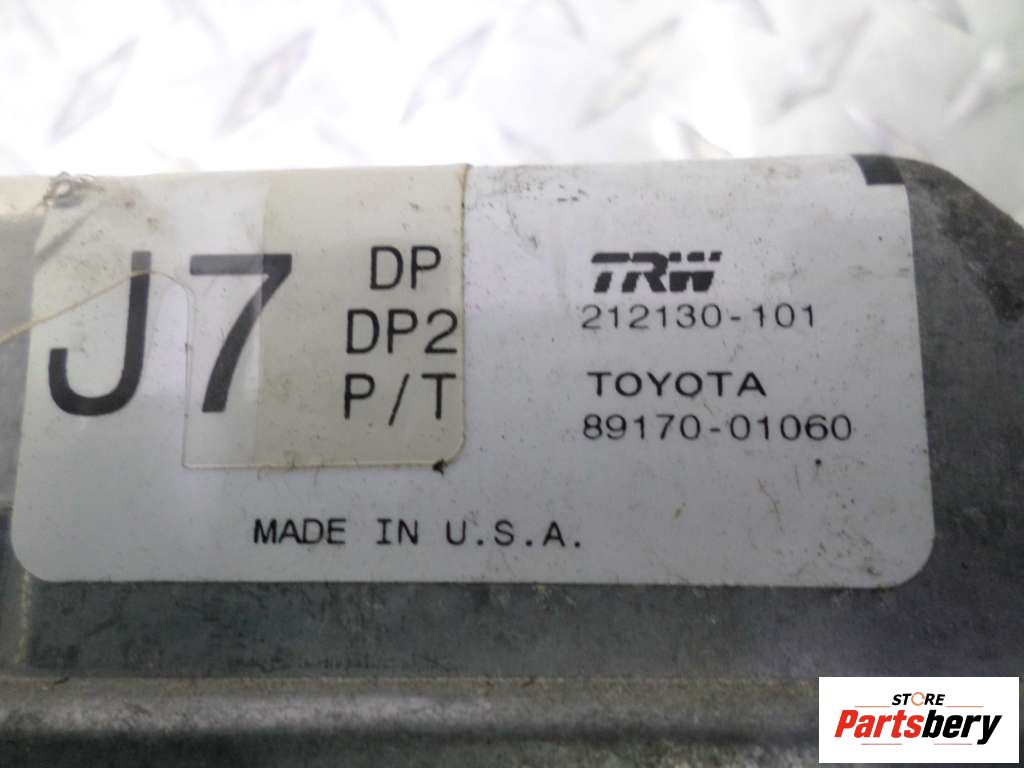 J7
DP
DP2
P/T
TRW
212130-101
TOYOTA
89170-01060
MADE IN U.S.A.
STORE
Partsbery